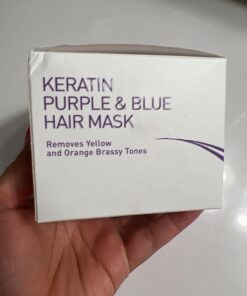 KERATIN
PURPLE & BLUE
HAIR MASK
Removes Yellow
and Orange Brassy Tones